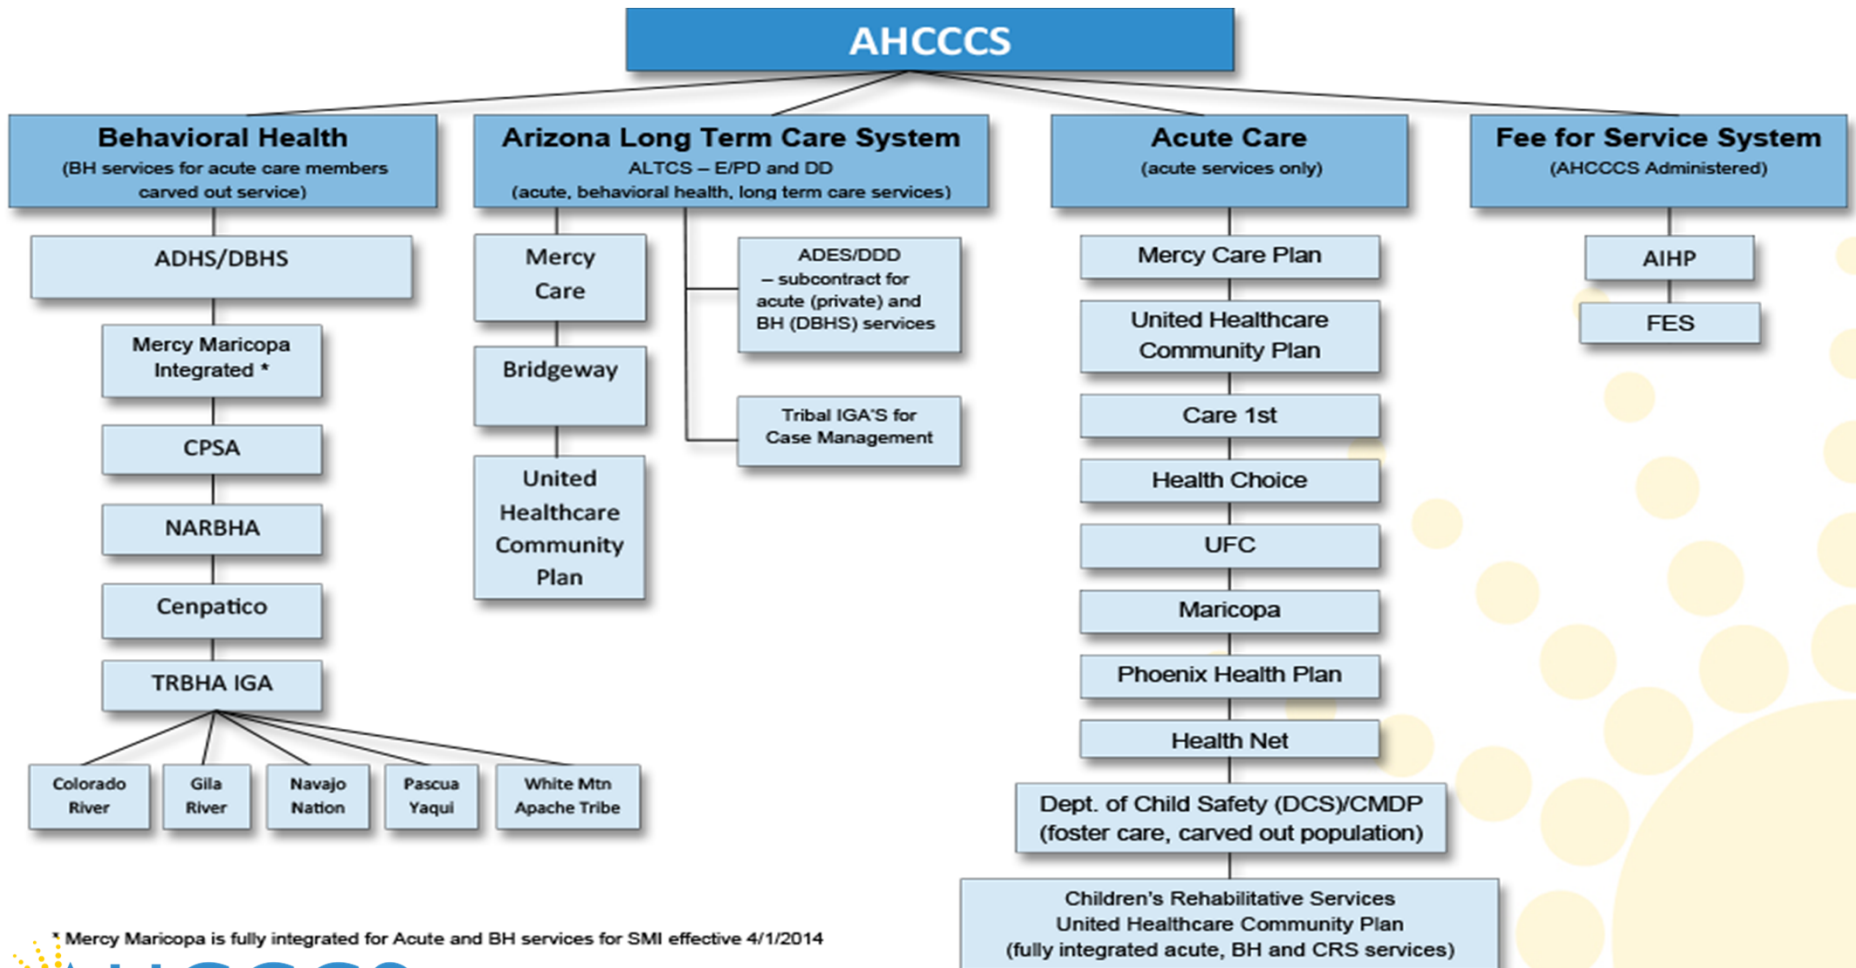 AHCCCS
Behavioral Health
(BH services for acute care members
carved out service)
ADHS/DBHS
Mercy Maricopa
Integrated *
CPSA
NARBHA
Cenpatico
TRBHA IGA
Colorado
River
Gila
River
Navajo
Nation
Pascua
Yaqui
White Mtn
Apache Tribe
Arizona Long Term Care System
ALTCS – E/PD and DD
(acute, behavioral health, long term care services)
Mercy
Care
Bridgeway
United
Healthcare
Community
Plan
ADES/DDD
– subcontract for
acute (private) and
BH (DBHS) services
Tribal IGA'S for
Case Management
Acute Care
(acute services only)
Mercy Care Plan
United Healthcare
Community Plan
Care 1st
Health Choice
UFC
Maricopa
Phoenix Health Plan
Health Net
Dept. of Child Safety (DCS)/CMDP
(foster care, carved out population)
Children's Rehabilitative Services
United Healthcare Community Plan
(fully integrated acute, BH and CRS services)
Fee for Service System
(AHCCCS Administered)
AIHP
FES
* Mercy Maricopa is fully integrated for Acute and BH services for SMI effective 4/1/2014